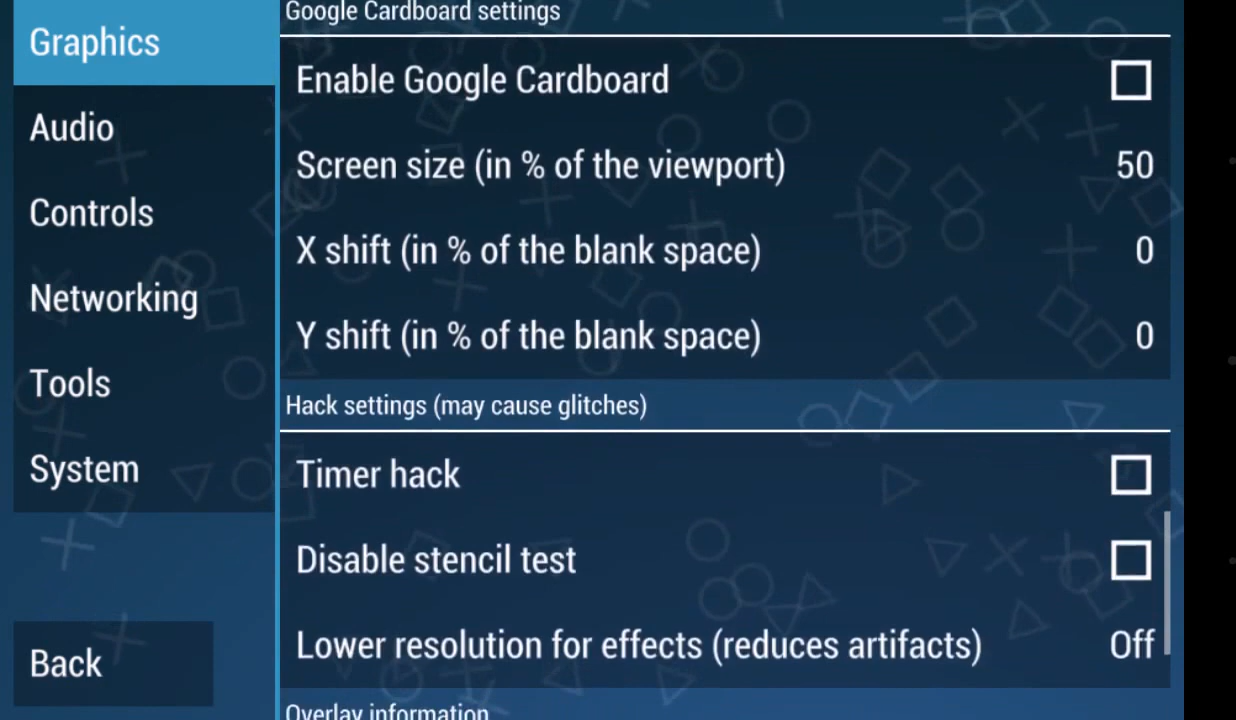 Graphics
Audio
Controls
Networking
Tools
System
Back
Google Cardboard settings
Enable Google Cardboard
Screen size (in % of the viewport) 50
X shift (in % of the blank space) 0
Y shift (in % of the blank space) 0
Hack settings (may cause glitches)
Timer hack
Disable stencil test
Lower resolution for effects (reduces artifacts) Off
Overlay information